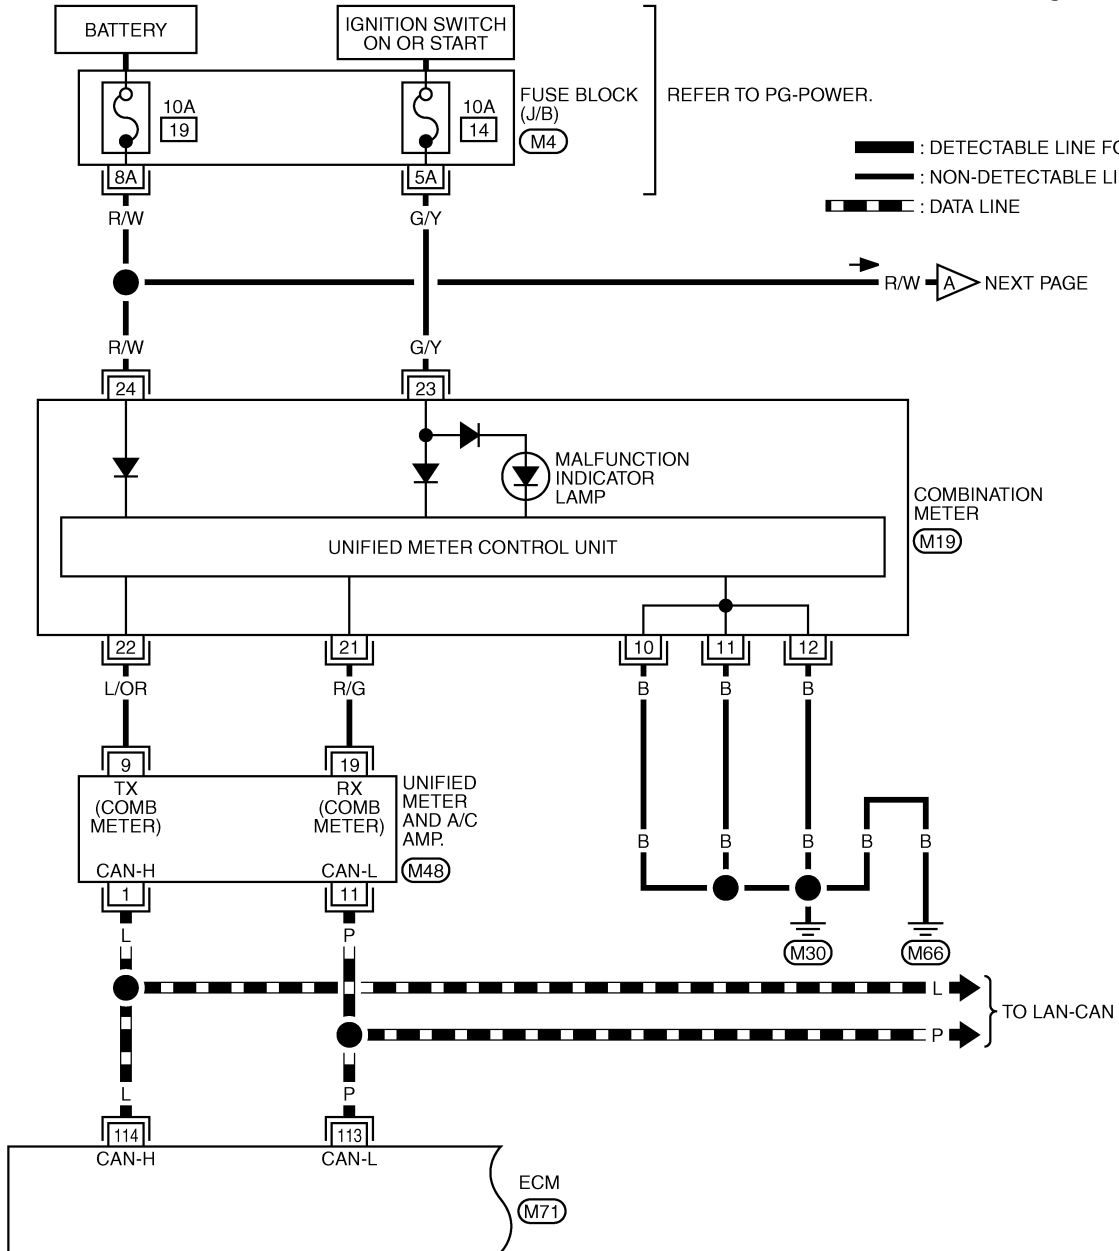 BATTERY
IGNITION SWITCH
ON OR START
10A
19
10A
14
FUSE BLOCK
(J/B)
M4
REFER TO PG-POWER.
: DETECTABLE LINE FO
: NON-DETECTABLE LI
: DATA LINE
8A
5A
R/W
G/Y
R/W
A
NEXT PAGE
R/W
G/Y
24
23
MALFUNCTION
INDICATOR
LAMP
COMBINATION
METER
M19
UNIFIED METER CONTROL UNIT
22
21
10
11
12
L/OR
R/G
B
B
B
9
19
TX
(COMB
METER)
RX
(COMB
METER)
UNIFIED
METER
AND A/C
AMP.
M48
B
B
B
B
B
CAN-H
CAN-L
1
11
L
P
M30
M66
L
P
TO LAN-CAN
L
P
114
113
CAN-H
CAN-L
ECM
M71